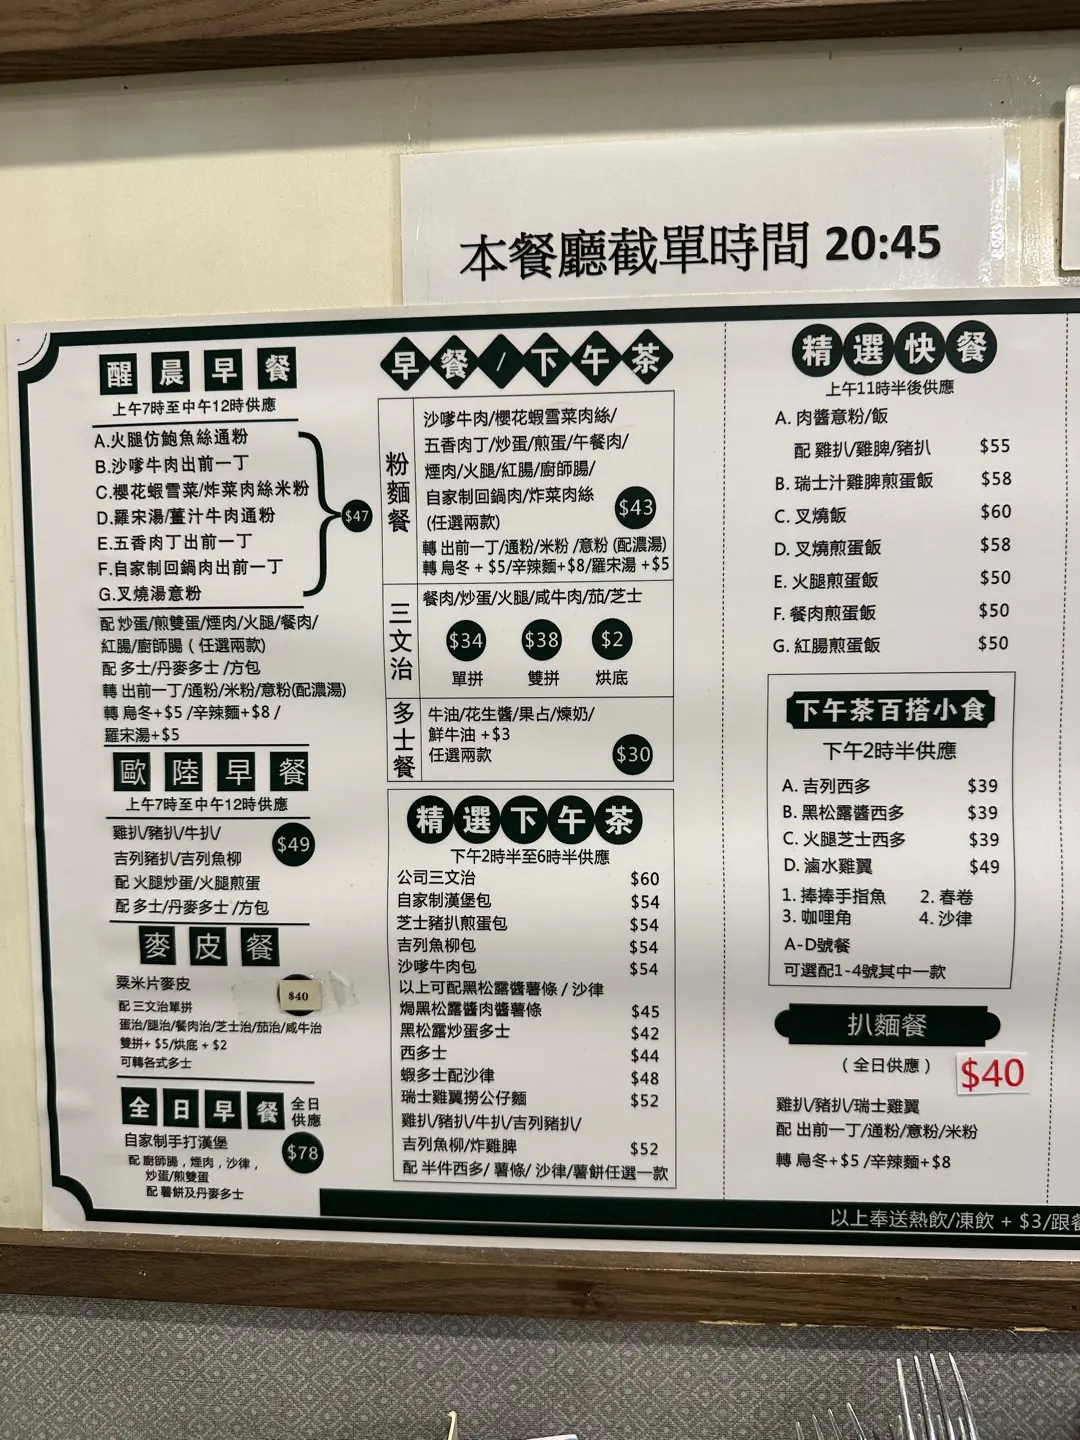 本餐廳截單時間 20:45
醒晨早餐
上午7時至中午12時供應
A.火腿仿鮑魚絲通粉
B.沙嗲牛肉出前一丁
C.櫻花蝦雪菜/炸菜肉絲米粉
D.羅宋湯/薑汁牛肉通粉
E.五香肉丁出前一丁
F.自家制回鍋肉出前一丁
G.叉燒湯意粉
$47
配 炒蛋/煎雙蛋/煙肉/火腿/餐肉/
紅腸/廚師腸 ( 任選兩款)
配 多士/丹麥多士 /方包
轉 出前一丁/通粉/米粉/意粉(配濃湯)
轉 烏冬+$5 /辛辣麵+$8 /
羅宋湯+$5
歐陸早餐
上午7時至中午12時供應
雞扒/豬扒/牛扒/
吉列豬扒/吉列魚柳
$49
配 火腿炒蛋/火腿煎蛋
配 多士/丹麥多士 /方包
麥皮餐
粟米片麥皮
$40
配 三文治單拼
蛋治/腿治/餐肉治/芝士治/茄治/咸牛治
雙拼+ $5/烘底 + $2
可轉各式多士
全日早餐 全日供應
自家制手打漢堡
$78
配 廚師腸 , 煙肉 , 沙律 ,
炒蛋/煎雙蛋
配 薯餅及丹麥多士
早餐/下午茶
粉麵餐
沙嗲牛肉/櫻花蝦雪菜肉絲/
五香肉丁/炒蛋/煎蛋/午餐肉/
煙肉/火腿/紅腸/廚師腸/
自家制回鍋肉/炸菜肉絲
(任選兩款)
$43
轉 出前一丁/通粉/米粉 /意粉 (配濃湯)
轉 烏冬 + $5/辛辣麵+$8/羅宋湯 +$5
三文治
餐肉/炒蛋/火腿/咸牛肉/茄/芝士
$34 $38 $2
單拼 雙拼 烘底
多士餐
牛油/花生醬/果占/煉奶/
鮮牛油 +$3
任選兩款
$30
精選下午茶
下午2時半至6時半供應
公司三文治 $60
自家制漢堡包 $54
芝士豬扒煎蛋包 $54
吉列魚柳包 $54
沙嗲牛肉包 $54
以上可配黑松露醬薯條 / 沙律
焗黑松露醬肉醬薯條 $45
黑松露炒蛋多士 $42
西多士 $44
蝦多士配沙律 $48
瑞士雞翼撈公仔麵 $52
雞扒/豬扒/牛扒/吉列豬扒/
吉列魚柳/炸雞脾 $52
配 半件西多/ 薯條/ 沙律/薯餅任選一款
精選快餐
上午11時半後供應
A. 肉醬意粉/飯
配 雞扒/雞脾/豬扒 $55
B. 瑞士汁雞脾煎蛋飯 $58
C. 叉燒飯 $60
D. 叉燒煎蛋飯 $58
E. 火腿煎蛋飯 $50
F. 餐肉煎蛋飯 $50
G. 紅腸煎蛋飯 $50
下午茶百搭小食
下午2時半供應
A. 吉列西多 $39
B. 黑松露醬西多 $39
C. 火腿芝士西多 $39
D. 滷水雞翼 $49
1. 捧捧手指魚 2. 春卷
3. 咖哩角 4. 沙律
A-D號餐
可選配1-4號其中一款
扒麵餐
( 全日供應 ) $40
雞扒/豬扒/瑞士雞翼
配 出前一丁/通粉/意粉/米粉
轉 烏冬+$5 /辛辣麵+$8
以上奉送熱飲/凍飲 + $3/跟餐